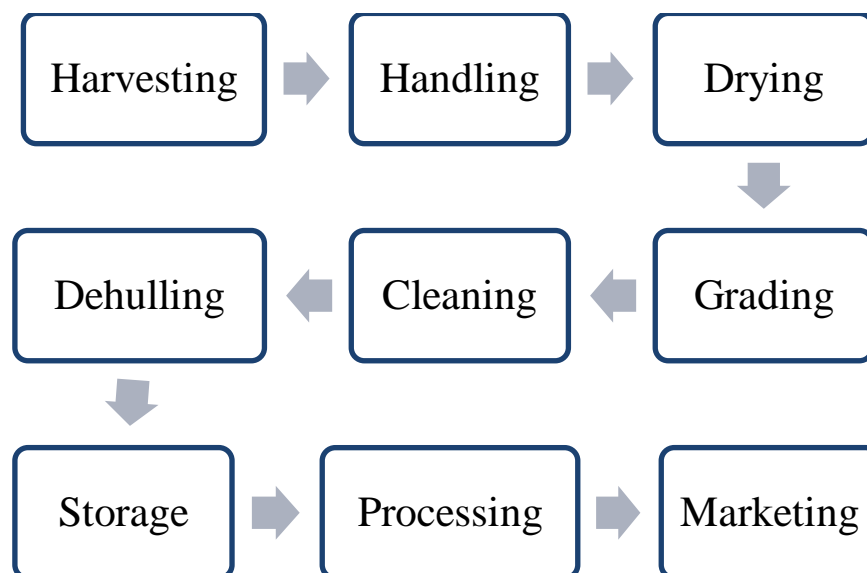 Harvesting
Handling
Drying
Grading
Cleaning
Dehulling
Storage
Processing
Marketing